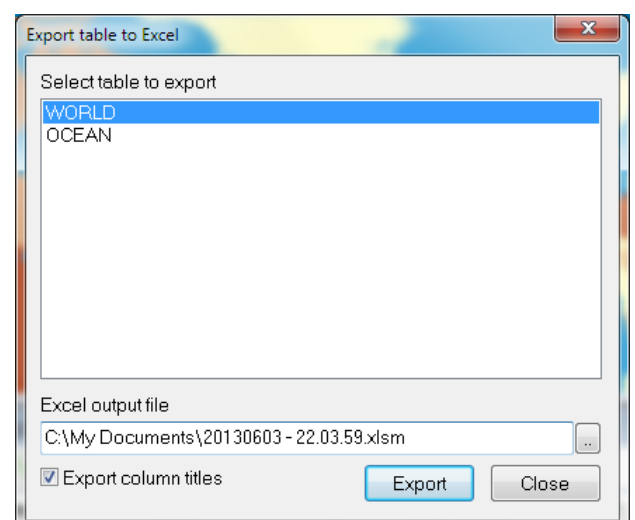 Export table to Excel
Select table to export
WORLD
OCEAN
Excel output file
C:\My Documents\20130603 - 22.03.59.xlsm
..
Export column titles
Export
Close